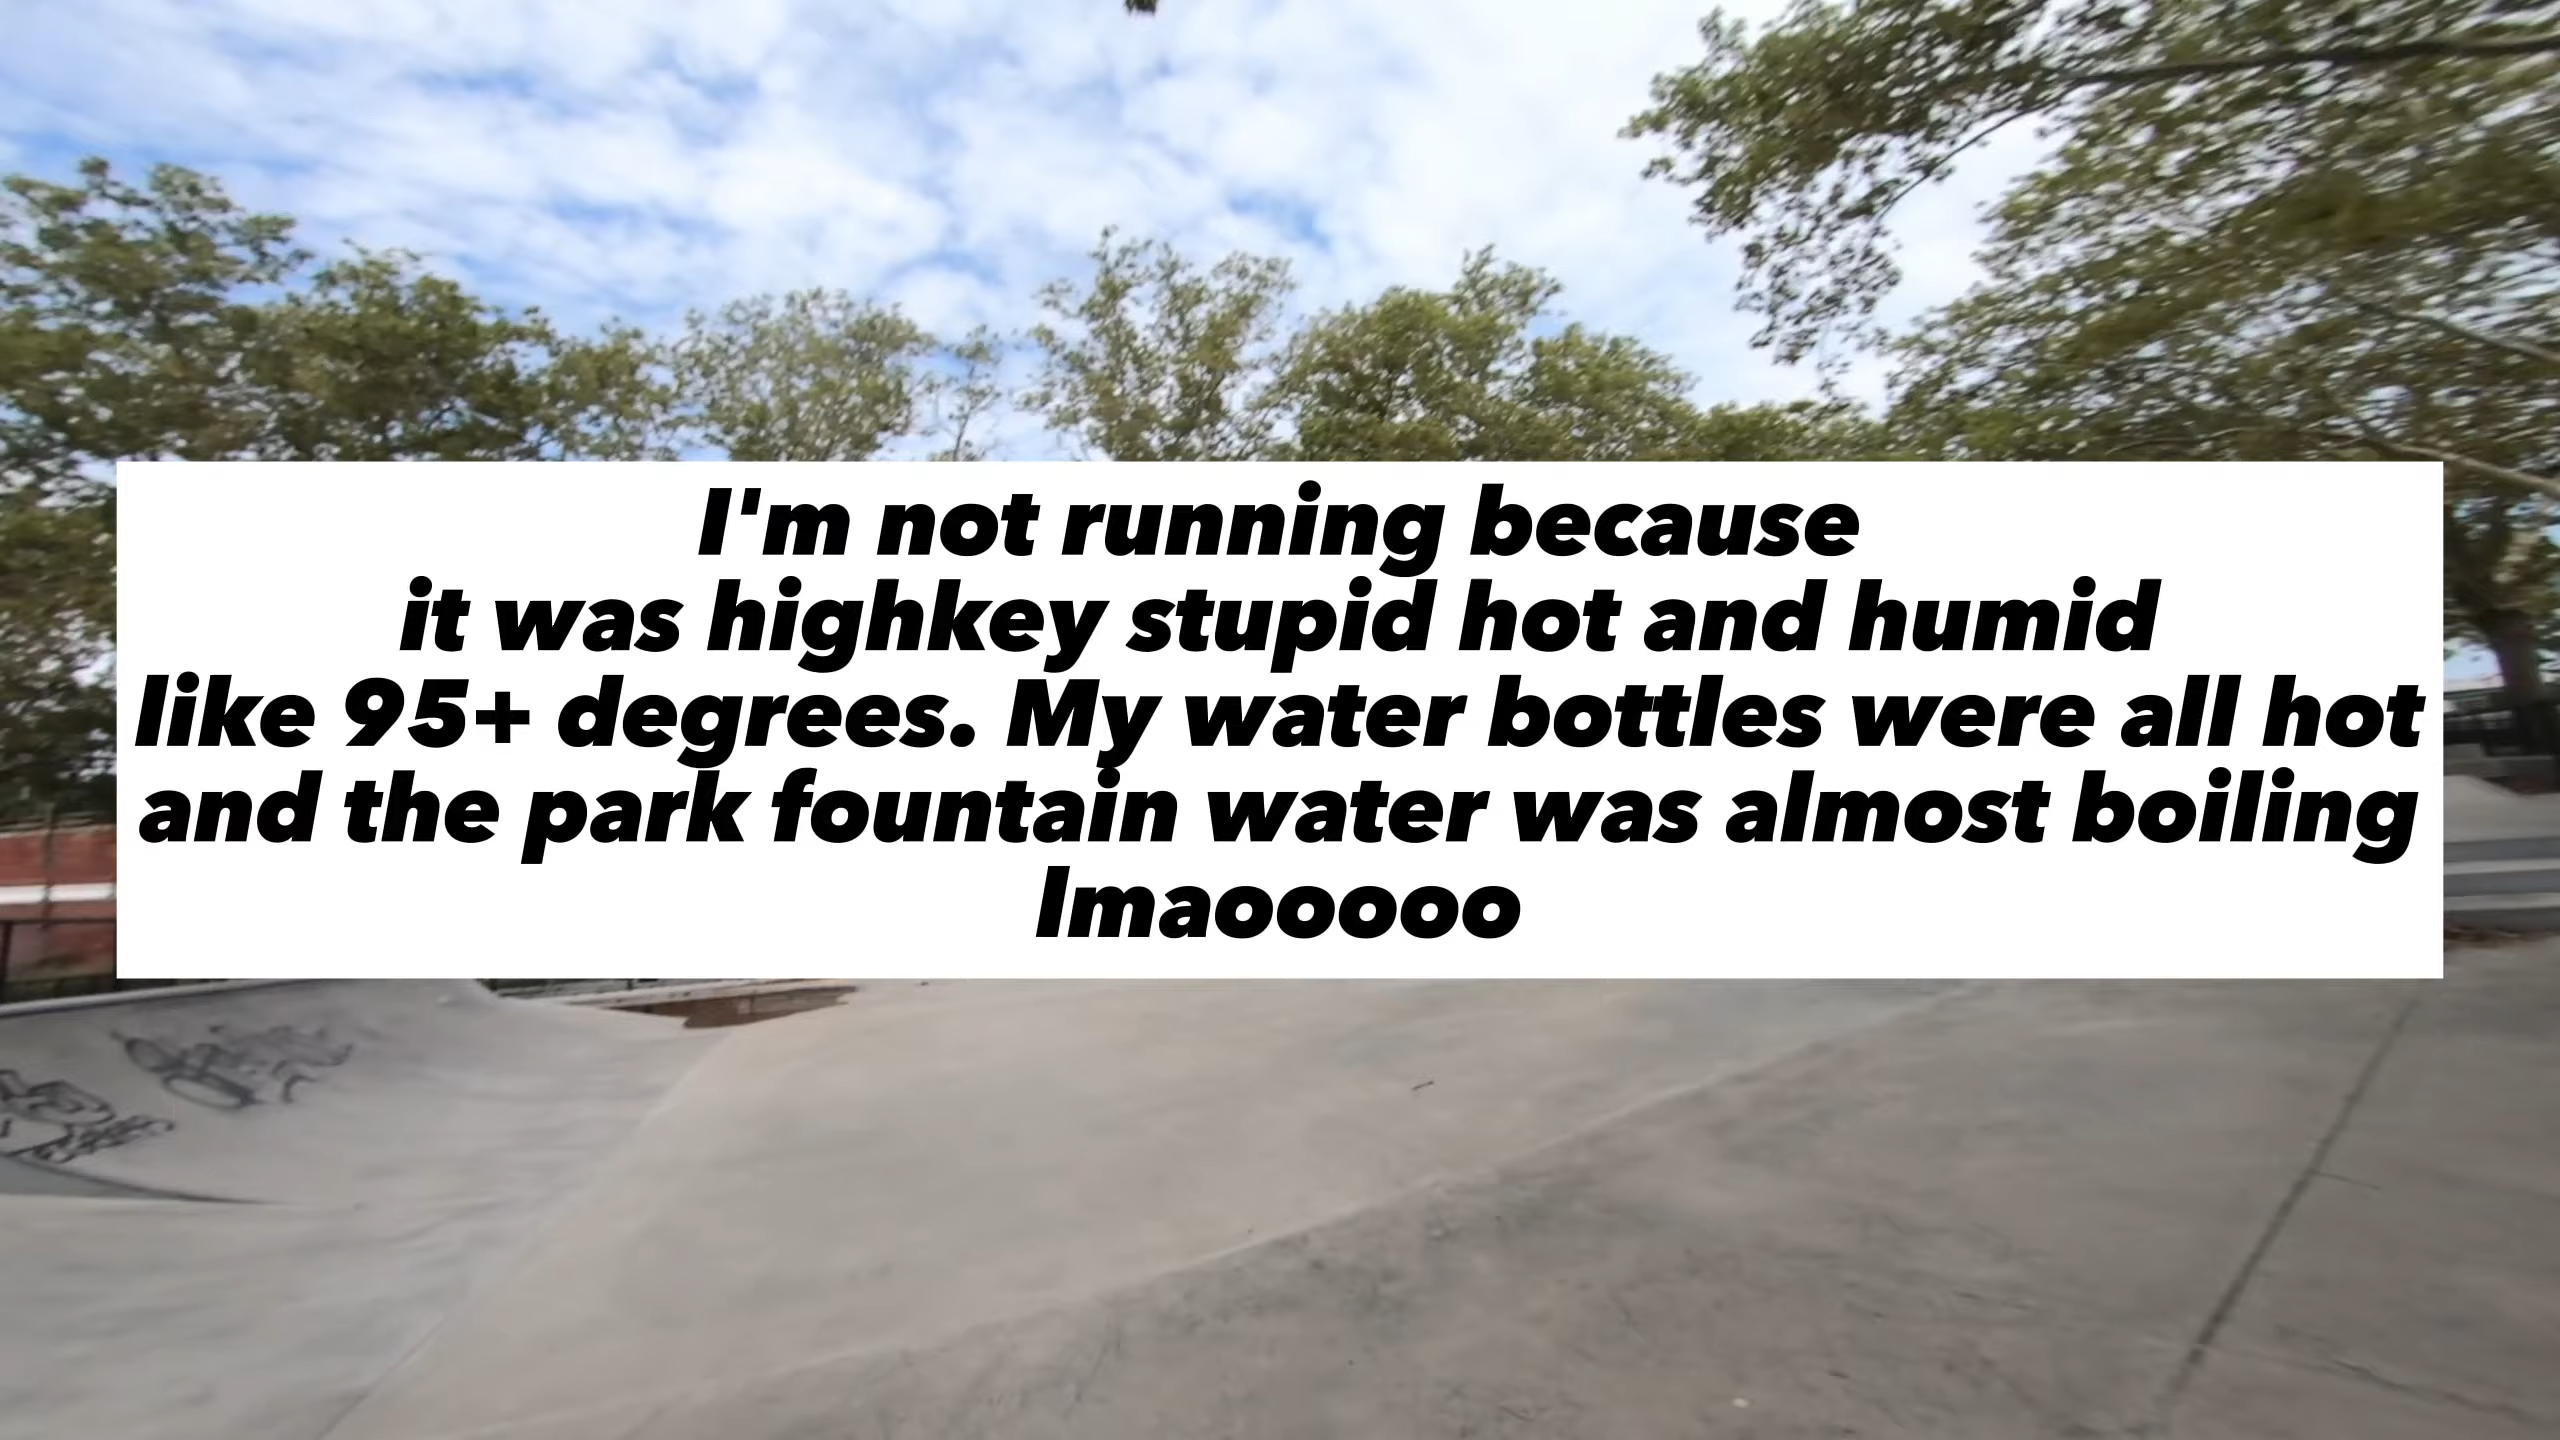 I'm not running because
it was highkey stupid hot and humid
like 95+ degrees. My water bottles were all hot
and the park fountain water was almost boiling
lmaooooo